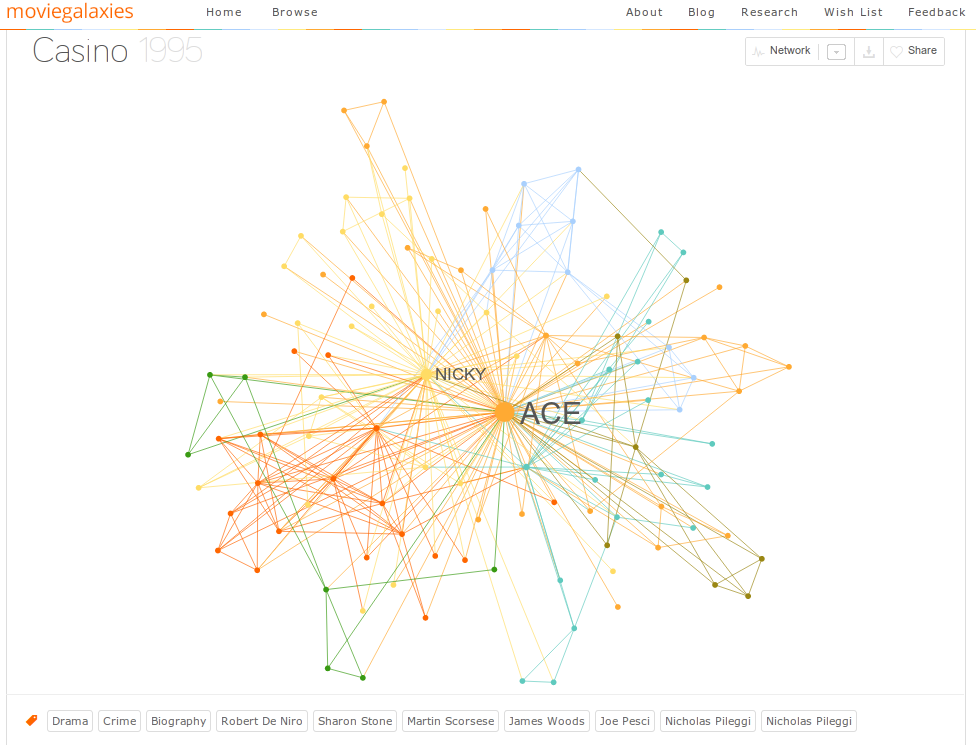 moviegalaxies Home Browse About Blog Research Wish List Feedback
Casino 1995 Network Share
NICKY
ACE
Drama Crime Biography Robert De Niro Sharon Stone Martin Scorsese James Woods Joe Pesci Nicholas Pileggi Nicholas Pileggi